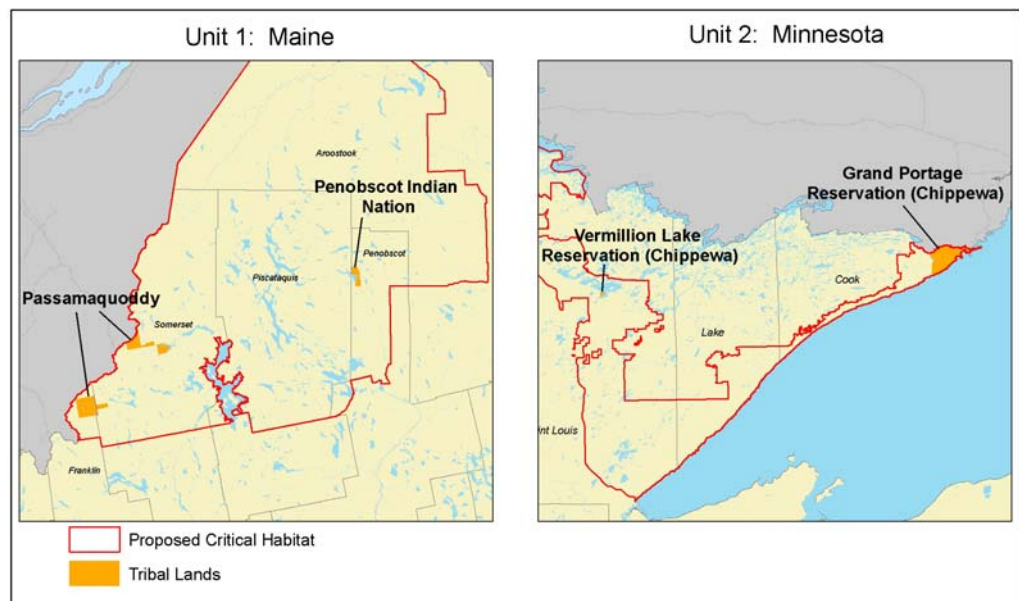 Unit 1: Maine
Aroostook
Penobscot Indian
Nation
Penobscot
Piscataquis
Passamaquoddy
Somerset
Franklin
Unit 2: Minnesota
Grand Portage
Reservation (Chippewa)
Vermillion Lake
Reservation (Chippewa)
Cook
Lake
int Louis
Proposed Critical Habitat
Tribal Lands